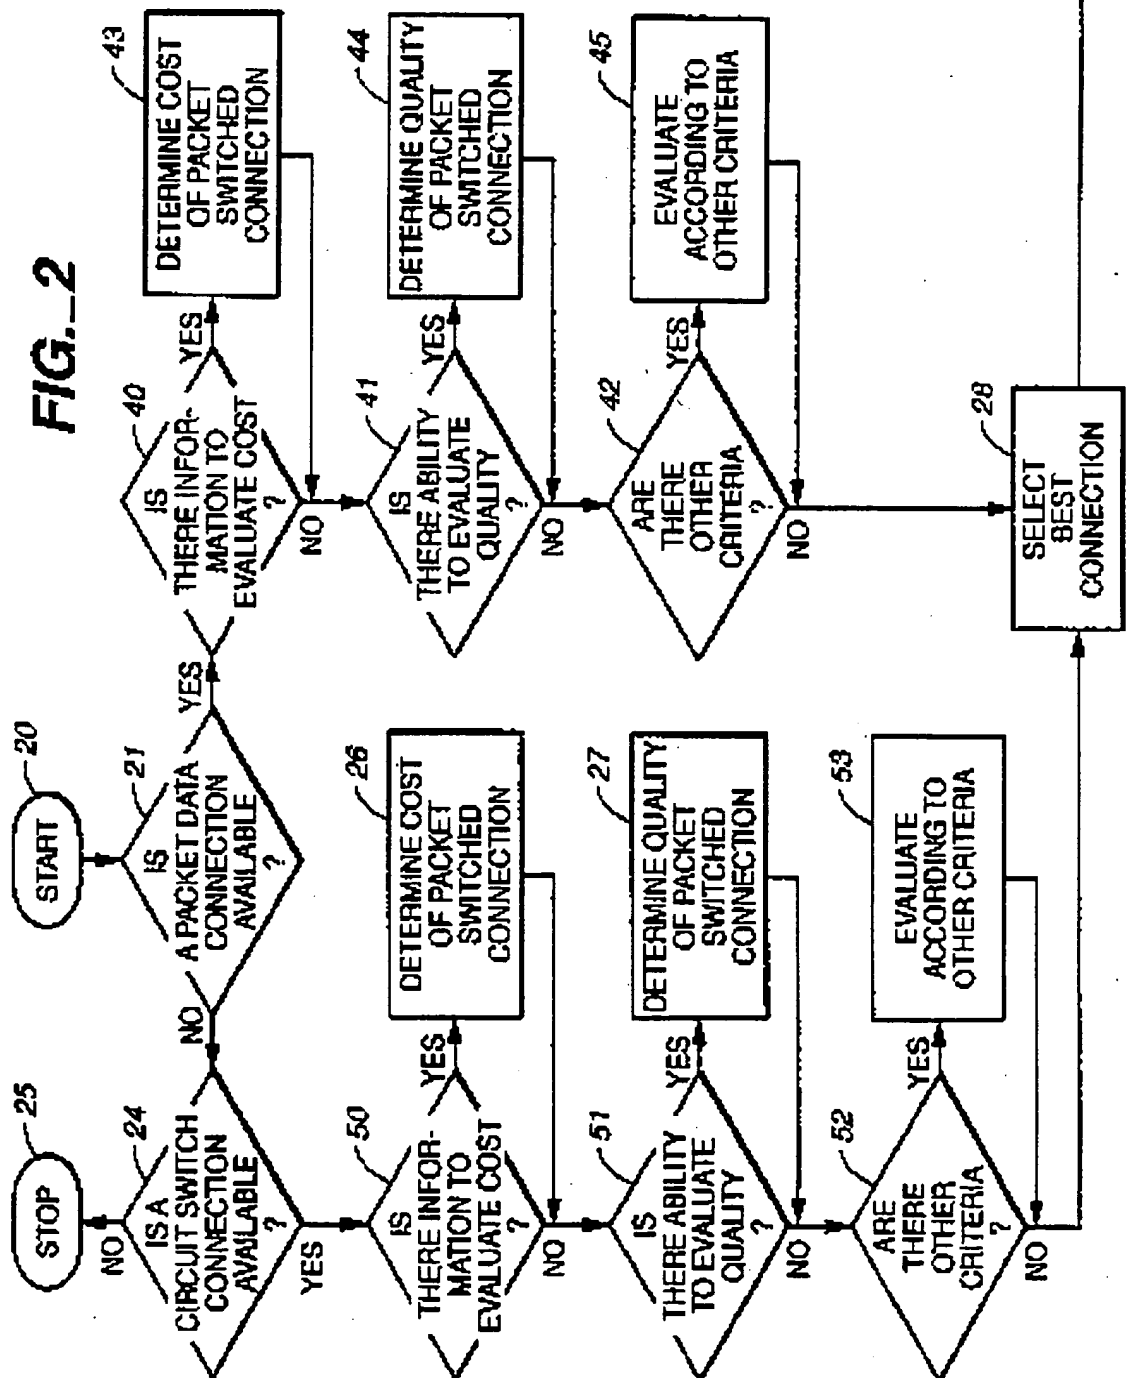 FIG._2
START
20
IS
A PACKET DATA
CONNECTION
AVAILABLE
?
21
NO
YES
STOP
25
NO
IS A
CIRCUIT SWITCH
CONNECTION
AVAILABLE
?
24
YES
IS
THERE INFOR-
MATION TO
EVALUATE COST
?
50
YES
NO
DETERMINE COST
OF PACKET
SWITCHED
CONNECTION
26
IS
THERE ABILITY
TO EVALUATE
QUALITY
?
51
YES
NO
DETERMINE QUALITY
OF PACKET
SWITCHED
CONNECTION
27
ARE
THERE
OTHER
CRITERIA
?
52
YES
NO
EVALUATE
ACCORDING TO
OTHER CRITERIA
53
IS
THERE INFOR-
MATION TO
EVALUATE COST
?
40
YES
NO
DETERMINE COST
OF PACKET
SWITCHED
CONNECTION
43
IS
THERE ABILITY
TO EVALUATE
QUALITY
?
41
YES
NO
DETERMINE QUALITY
OF PACKET
SWITCHED
CONNECTION
44
ARE
THERE
OTHER
CRITERIA
?
42
YES
NO
EVALUATE
ACCORDING TO
OTHER CRITERIA
45
SELECT
BEST
CONNECTION
28